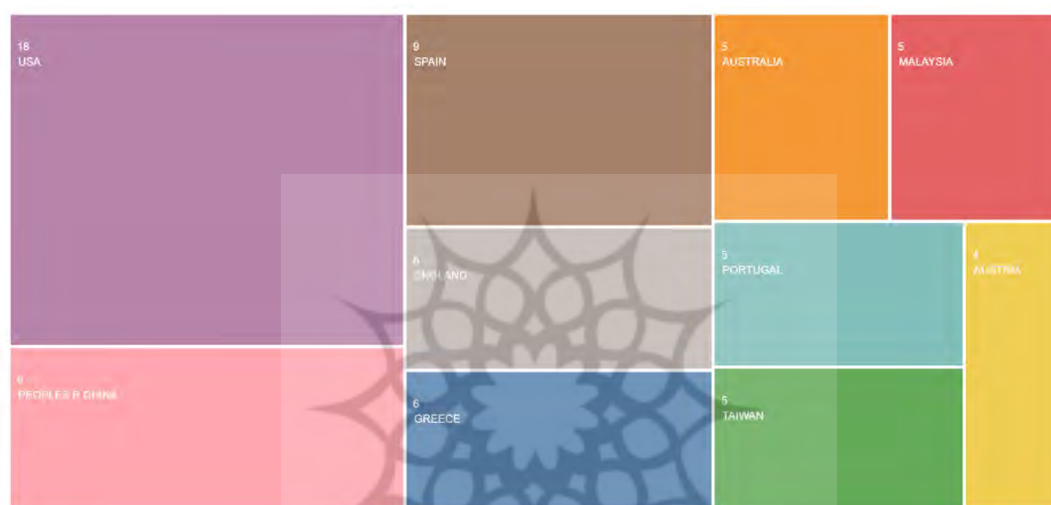 18
USA
9
SPAIN
5
AUSTRALIA
5
MALAYSIA
6
ENGLAND
5
PORTUGAL
4
AUSTRIA
9
PEOPLES R CHINA
6
GREECE
5
TAIWAN